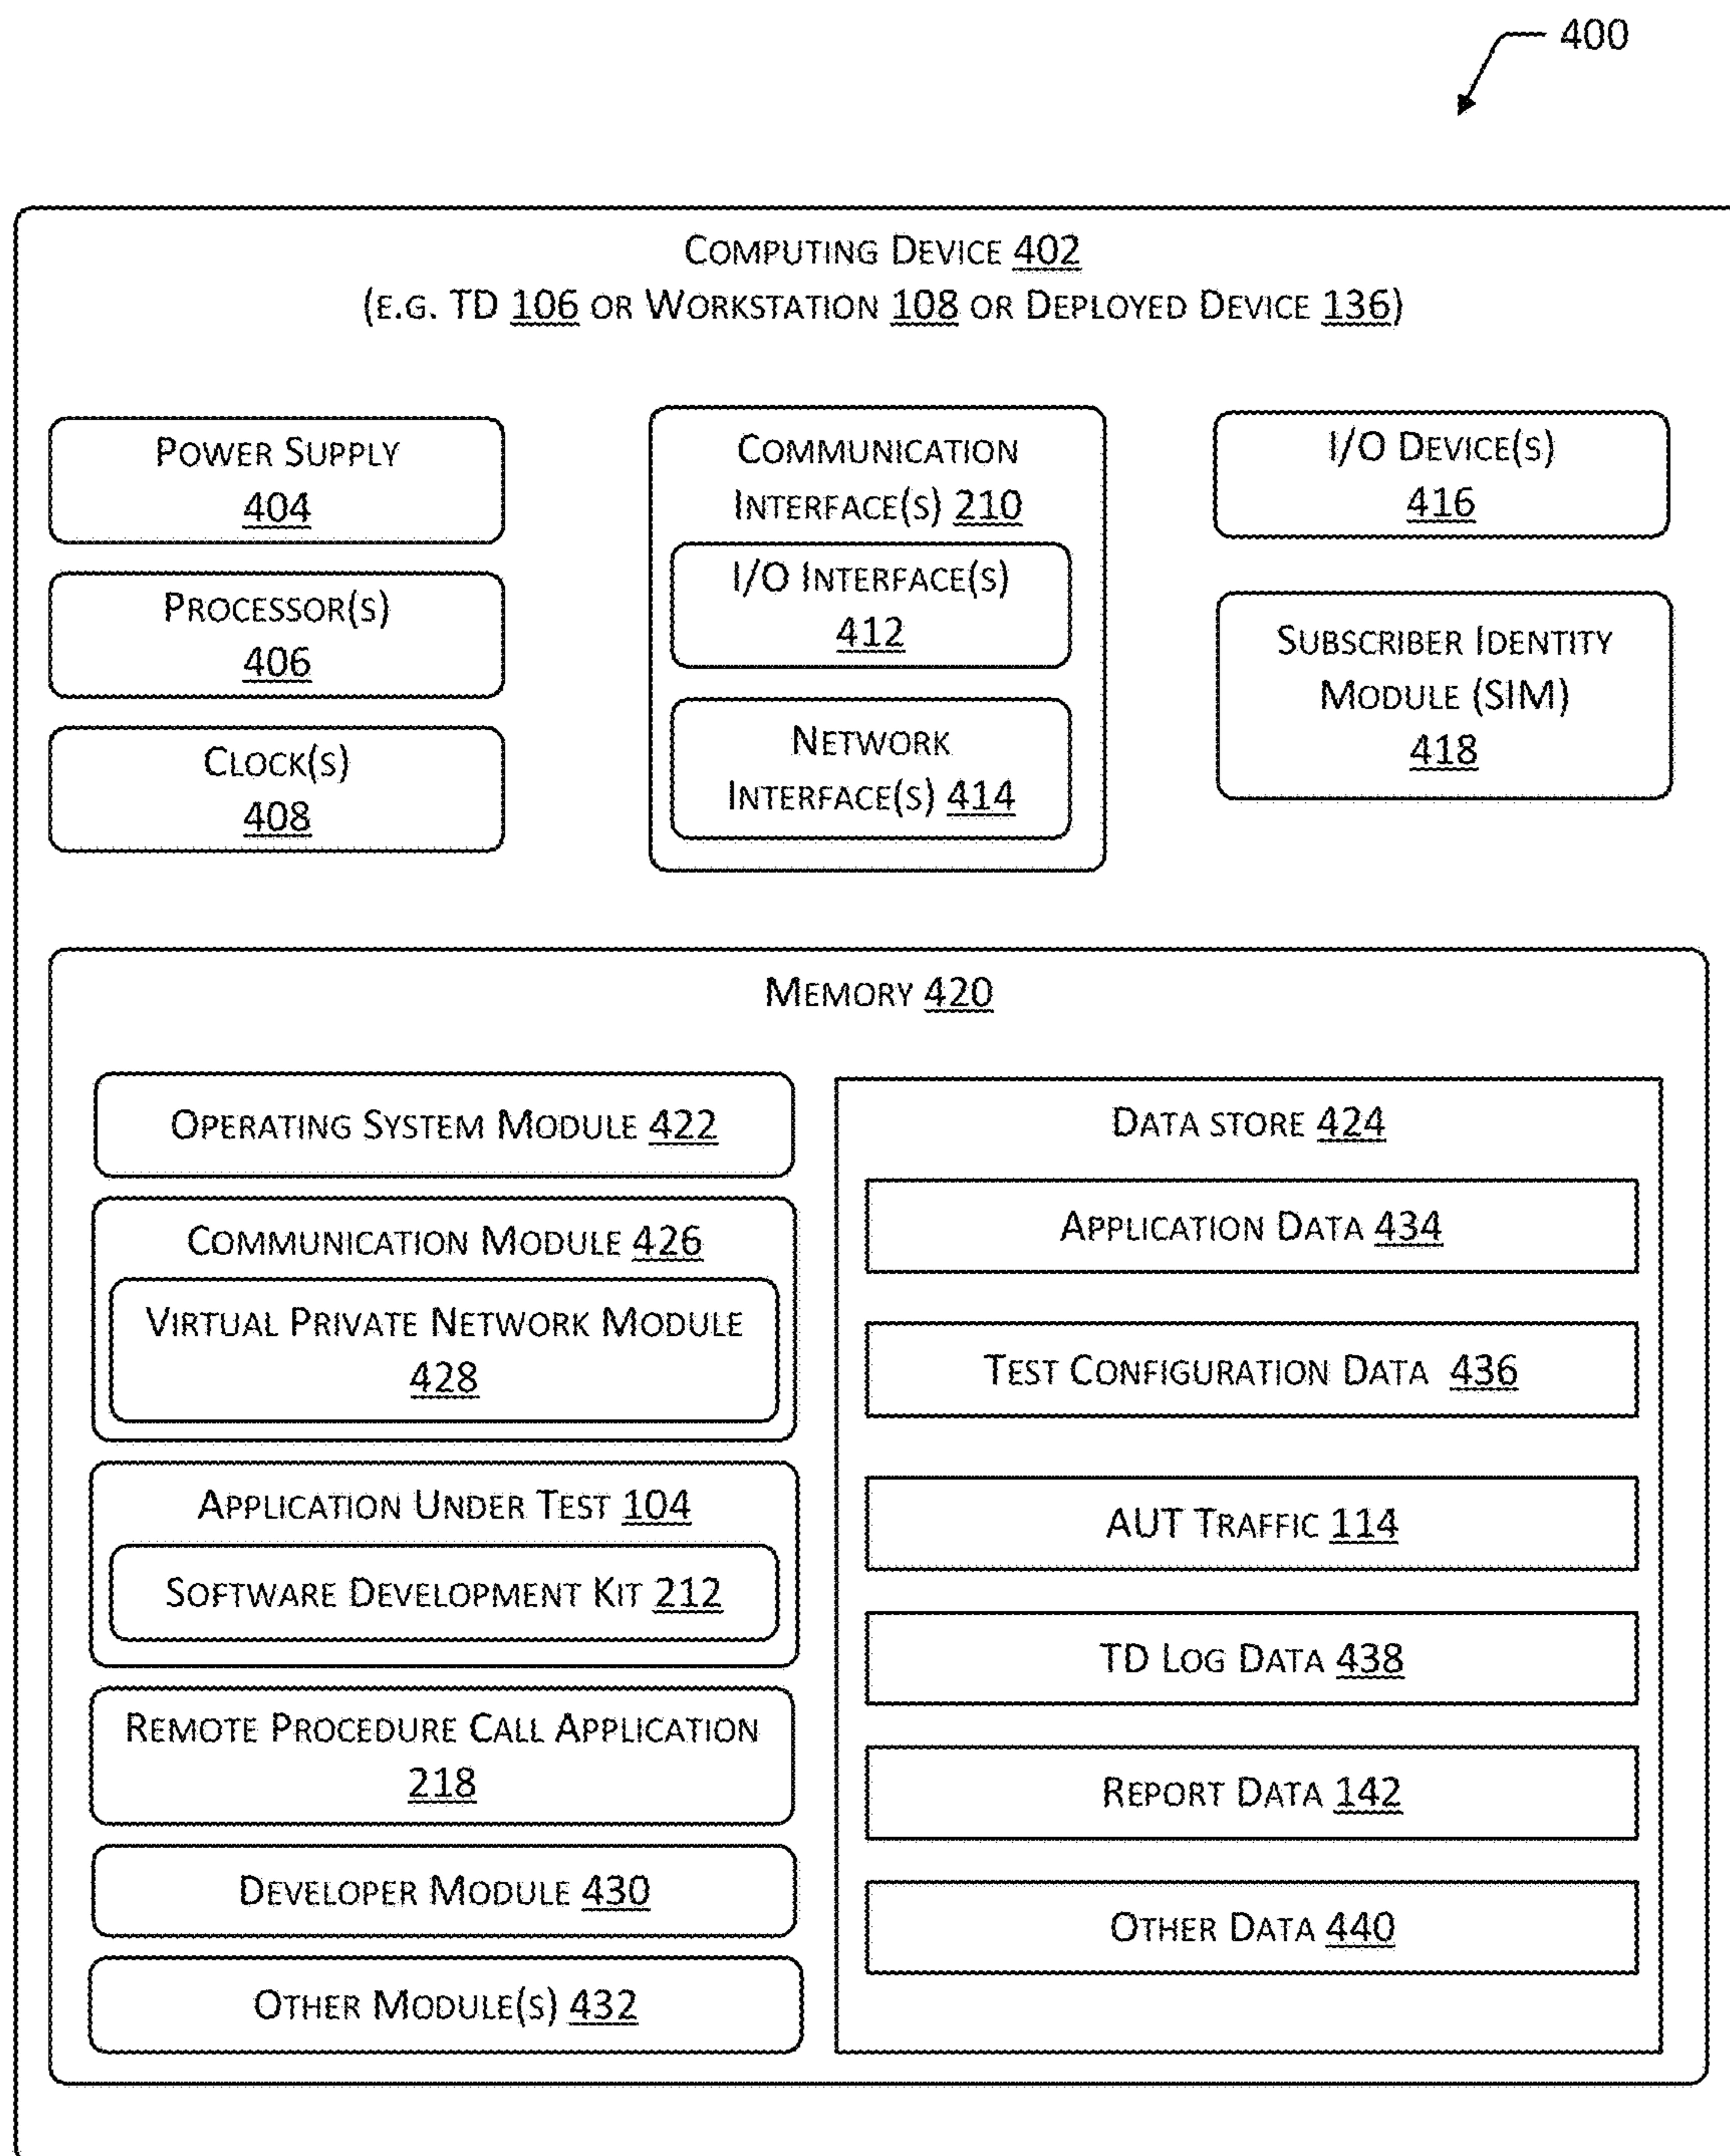 400
COMPUTING DEVICE 402
(E.G. TD 106 OR WORKSTATION 108 OR DEPLOYED DEVICE 136)
POWER SUPPLY
404
PROCESSOR(S)
406
CLOCK(S)
408
COMMUNICATION
INTERFACE(S) 210
I/O INTERFACE(S)
412
NETWORK
INTERFACE(S) 414
I/O DEVICE(S)
416
SUBSCRIBER IDENTITY
MODULE (SIM)
418
MEMORY 420
OPERATING SYSTEM MODULE 422
COMMUNICATION MODULE 426
VIRTUAL PRIVATE NETWORK MODULE
428
APPLICATION UNDER TEST 104
SOFTWARE DEVELOPMENT KIT 212
REMOTE PROCEDURE CALL APPLICATION
218
DEVELOPER MODULE 430
OTHER MODULE(S) 432
DATA STORE 424
APPLICATION DATA 434
TEST CONFIGURATION DATA 436
AUT TRAFFIC 114
TD LOG DATA 438
REPORT DATA 142
OTHER DATA 440